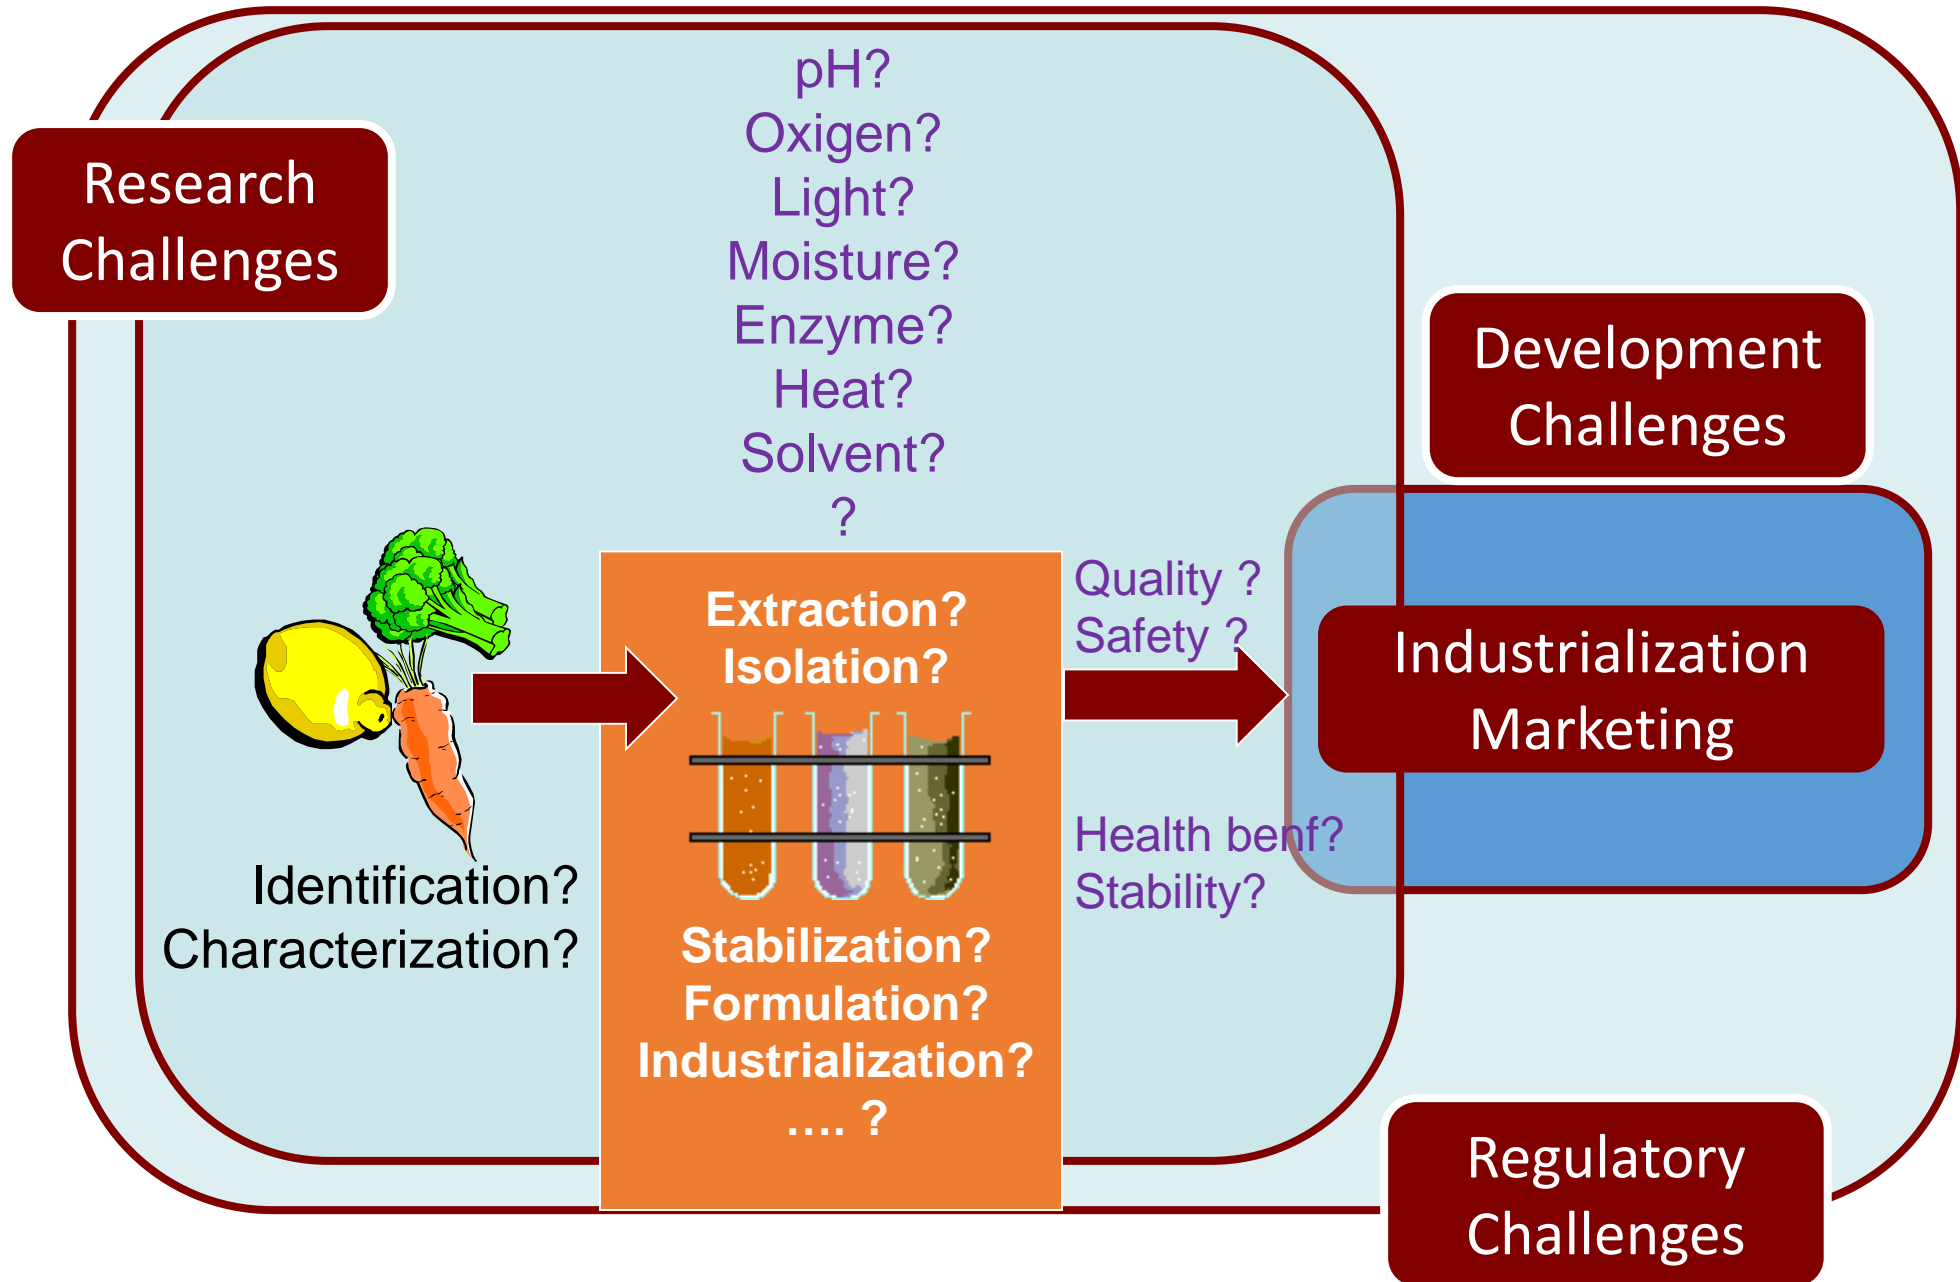 pH?
Oxigen?
Light?
Moisture?
Enzyme?
Heat?
Solvent?
?
Research
Challenges
Development
Challenges
Extraction?
Isolation?
Quality ?
Safety ?
Industrialization
Marketing
Health benf?
Stability?
Identification?
Characterization?
Stabilization?
Formulation?
Industrialization?
.... ?
Regulatory
Challenges